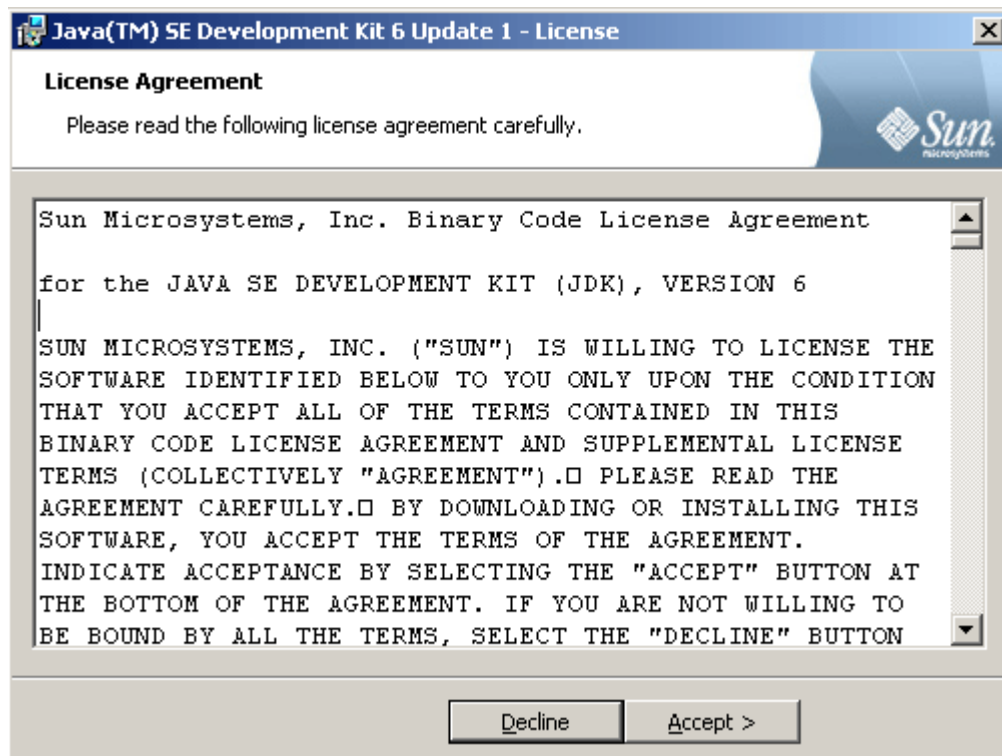 Java(TM) SE Development Kit 6 Update 1 - License
License Agreement
Please read the following license agreement carefully.
Sun
microsystems
Sun Microsystems, Inc. Binary Code License Agreement
for the JAVA SE DEVELOPMENT KIT (JDK), VERSION 6
SUN MICROSYSTEMS, INC. ("SUN") IS WILLING TO LICENSE THE
SOFTWARE IDENTIFIED BELOW TO YOU ONLY UPON THE CONDITION
THAT YOU ACCEPT ALL OF THE TERMS CONTAINED IN THIS
BINARY CODE LICENSE AGREEMENT AND SUPPLEMENTAL LICENSE
TERMS (COLLECTIVELY "AGREEMENT").□ PLEASE READ THE
AGREEMENT CAREFULLY.□ BY DOWNLOADING OR INSTALLING THIS
SOFTWARE, YOU ACCEPT THE TERMS OF THE AGREEMENT.
INDICATE ACCEPTANCE BY SELECTING THE "ACCEPT" BUTTON AT
THE BOTTOM OF THE AGREEMENT. IF YOU ARE NOT WILLING TO
BE BOUND BY ALL THE TERMS, SELECT THE "DECLINE" BUTTON
Decline
Accept >